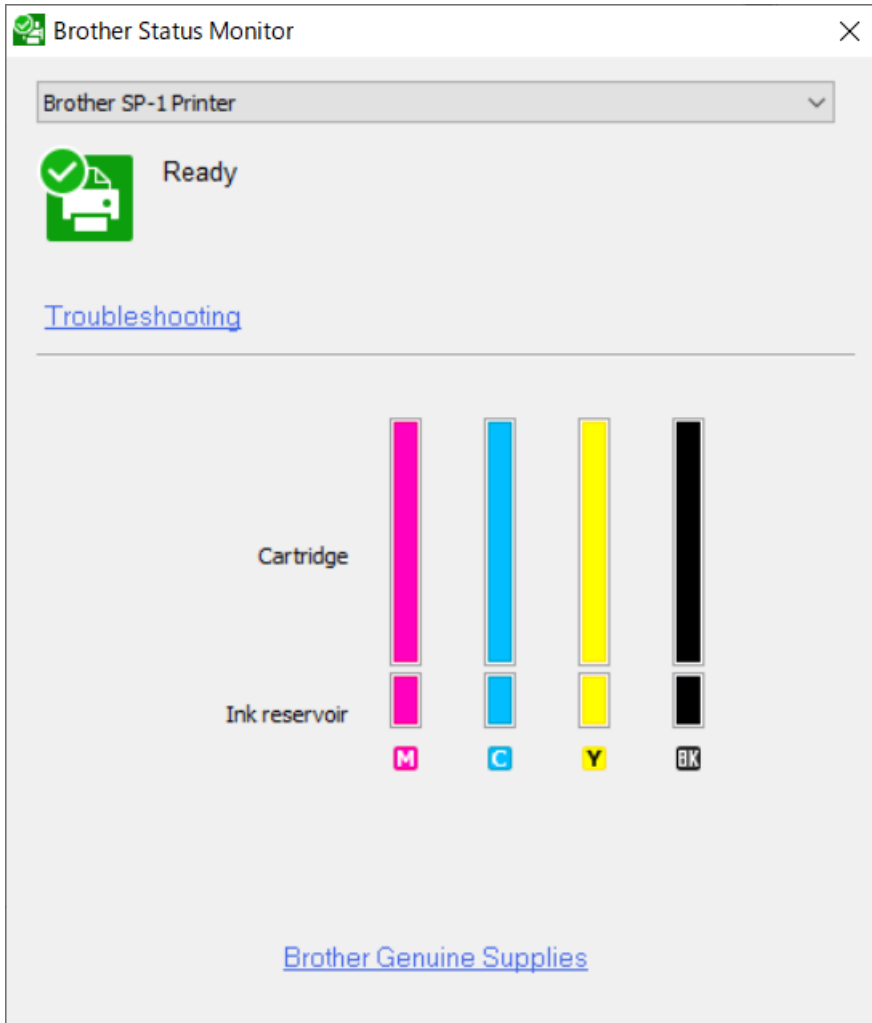 Brother Status Monitor
Brother SP-1 Printer
Ready
Troubleshooting
Cartridge
Ink reservoir
M C Y BK
Brother Genuine Supplies